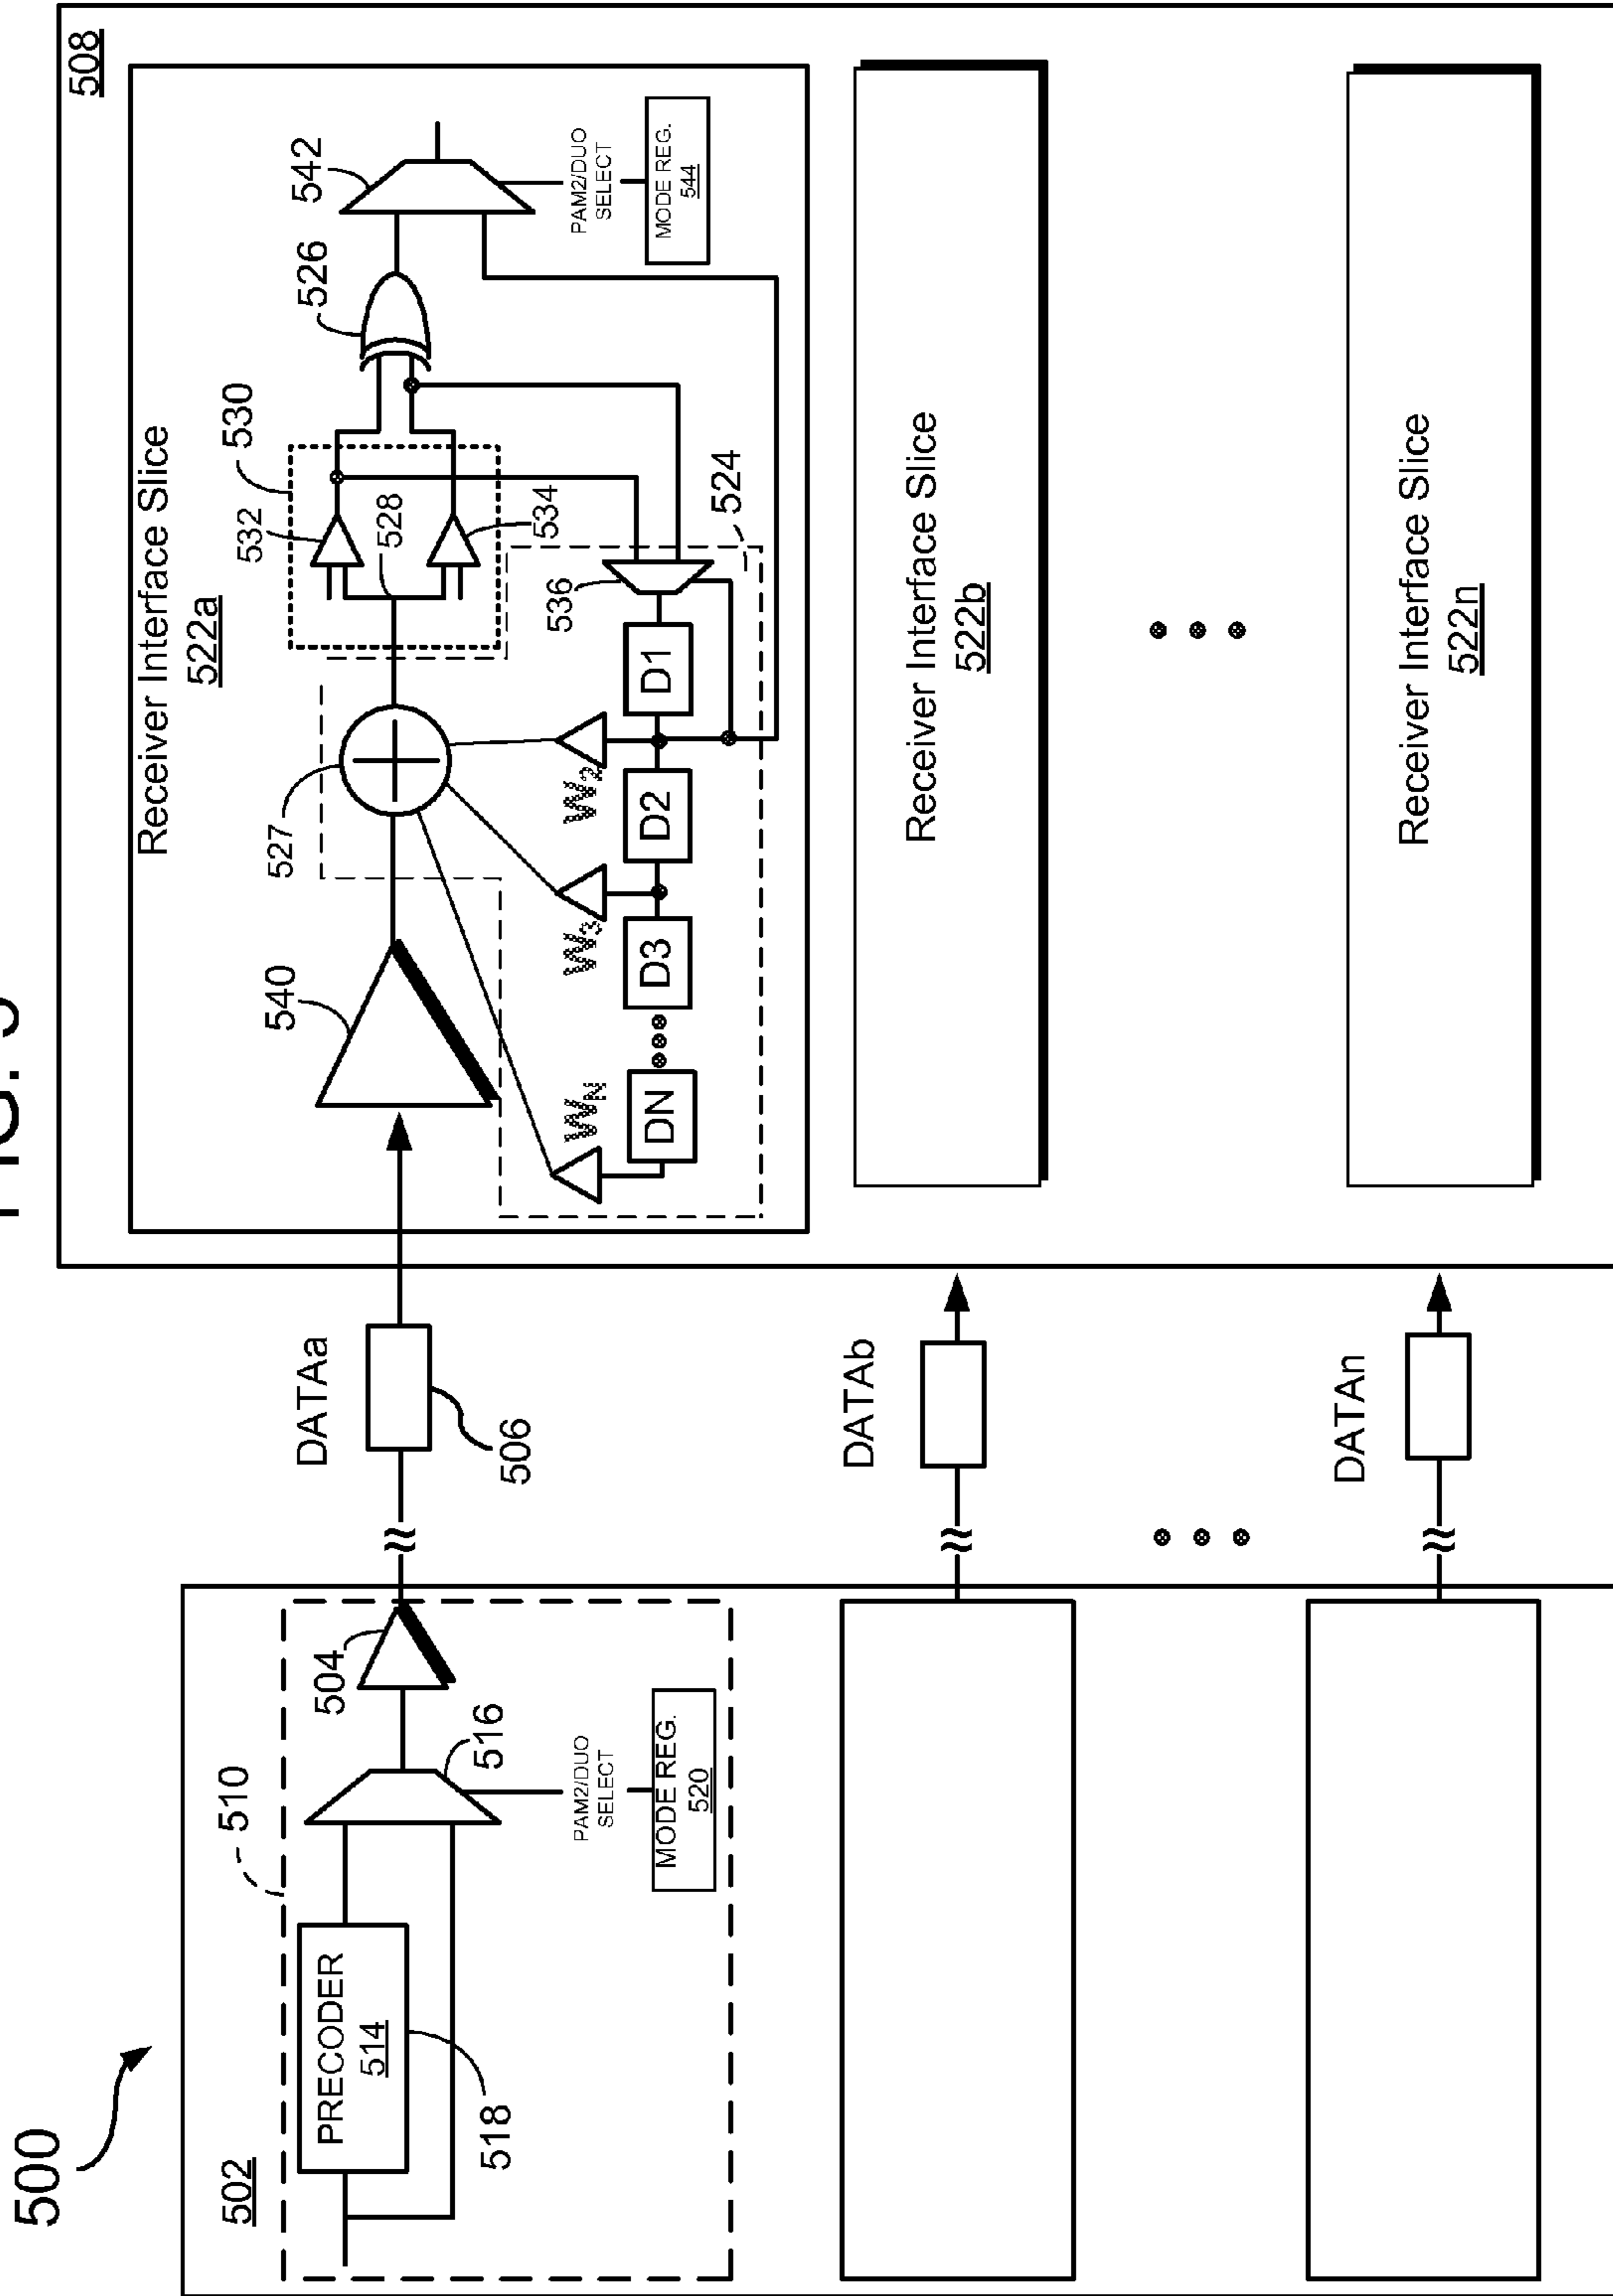 FIG. 5
500
502
510
PRECODER
514
518
516
504
PAM2/DUO
SELECT
MODE REG.
520
DATAa
506
DATAb
DATAn
508
Receiver Interface Slice
522a
540
527
530
532
528
534
526
542
536
524
D1
D2
D3
DN
W2
W3
WN
PAM2/DUO
SELECT
MODE REG.
544
Receiver Interface Slice
522b
Receiver Interface Slice
522n